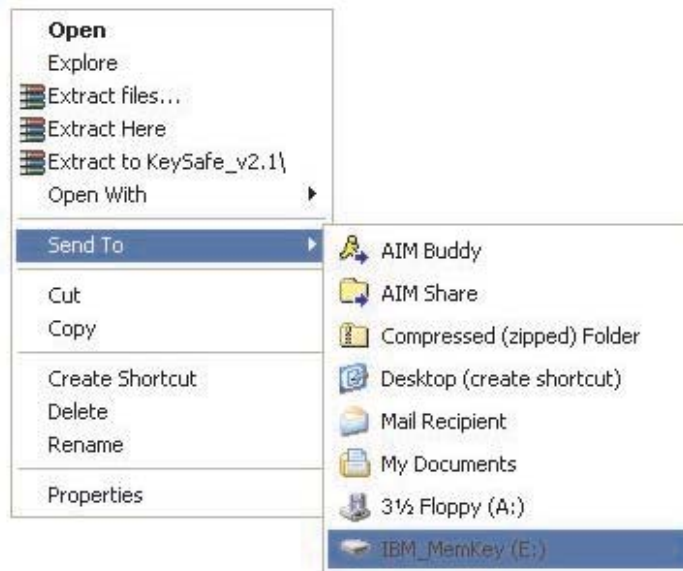 Open
Explore
Extract files...
Extract Here
Extract to KeySafe_v2.1\
Open With
Send To
Cut
Copy
Create Shortcut
Delete
Rename
Properties
AIM Buddy
AIM Share
Compressed (zipped) Folder
Desktop (create shortcut)
Mail Recipient
My Documents
3½ Floppy (A:)
IBM_MemKey (E:)